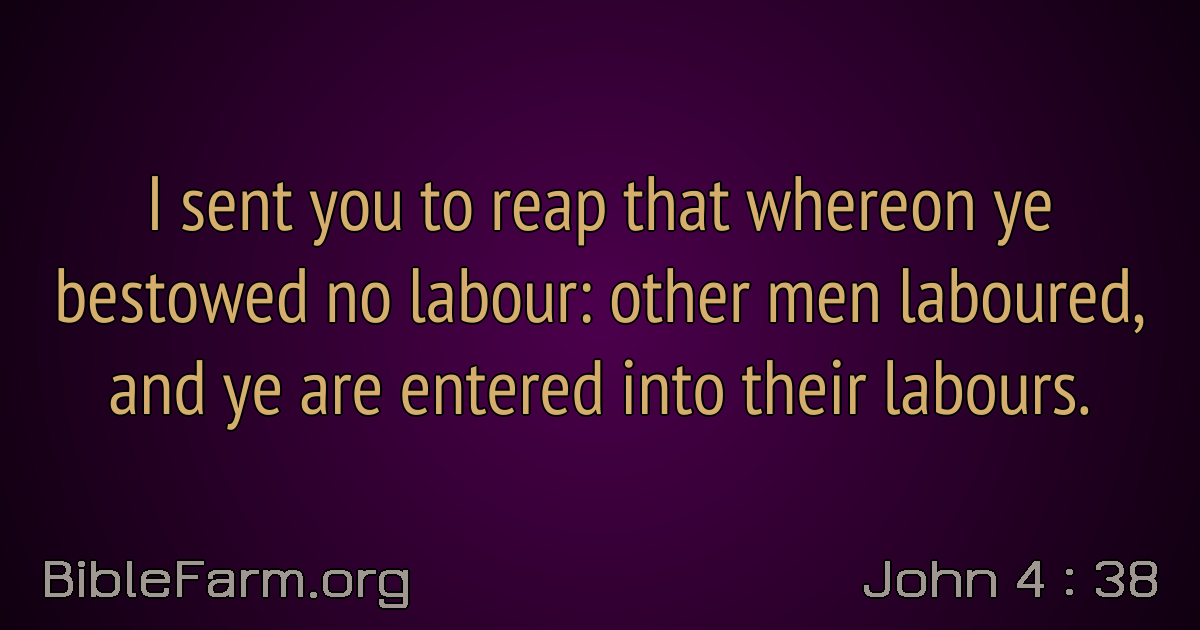 I sent you to reap that whereon ye
bestowed no labour: other men laboured,
and ye are entered into their labours.
BibleFarm.org
John 4 : 38